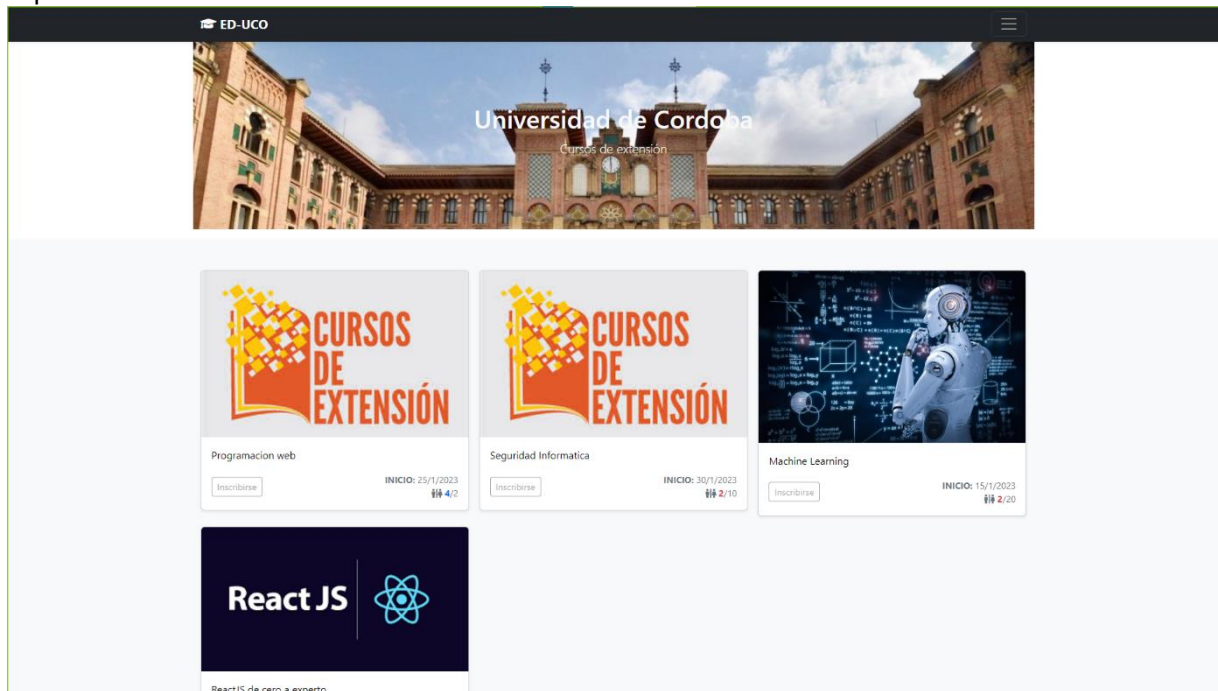 ED-UCO
Universidad de Cordoba
Cursos de extensión
CURSOS
DE
EXTENSIÓN
Programacion web
Inscribirse
INICIO: 25/1/2023
4/2
CURSOS
DE
EXTENSIÓN
Seguridad Informatica
Inscribirse
INICIO: 30/1/2023
2/10
Machine Learning
Inscribirse
INICIO: 15/1/2023
2/20
React JS
ReactJS de cero a experto